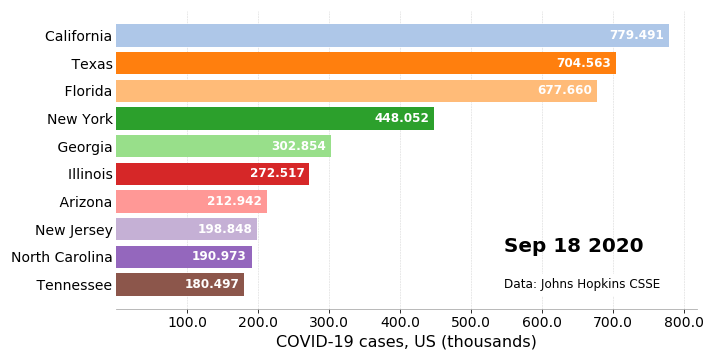 California 779.491
Texas 704.563
Florida 677.660
New York 448.052
Georgia 302.854
Illinois 272.517
Arizona 212.942
New Jersey 198.848
North Carolina 190.973
Tennessee 180.497
Sep 18 2020
Data: Johns Hopkins CSSE
100.0 200.0 300.0 400.0 500.0 600.0 700.0 800.0
COVID-19 cases, US (thousands)